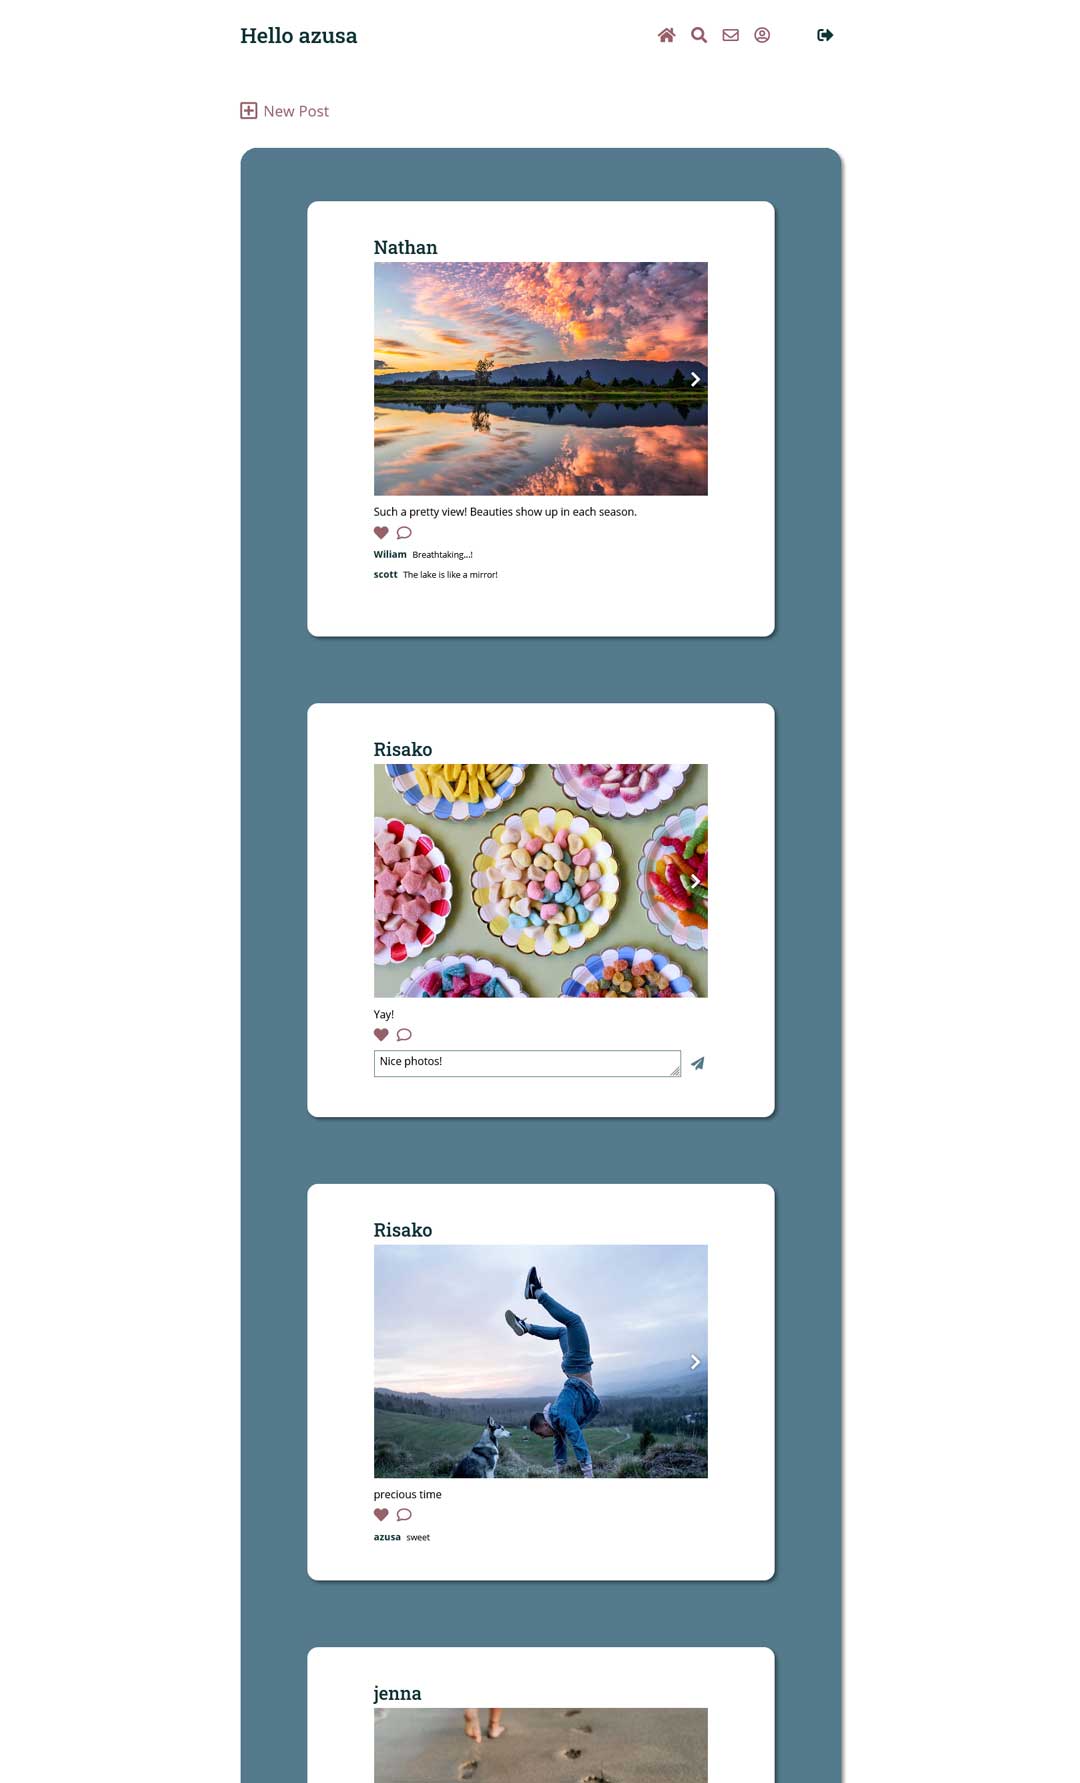 Hello azusa
New Post
Nathan
Such a pretty view! Beauties show up in each season.
Wiliam Breathtaking...!
scott The lake is like a mirror!
Risako
Yay!
Nice photos!
Risako
precious time
azusa sweet
jenna